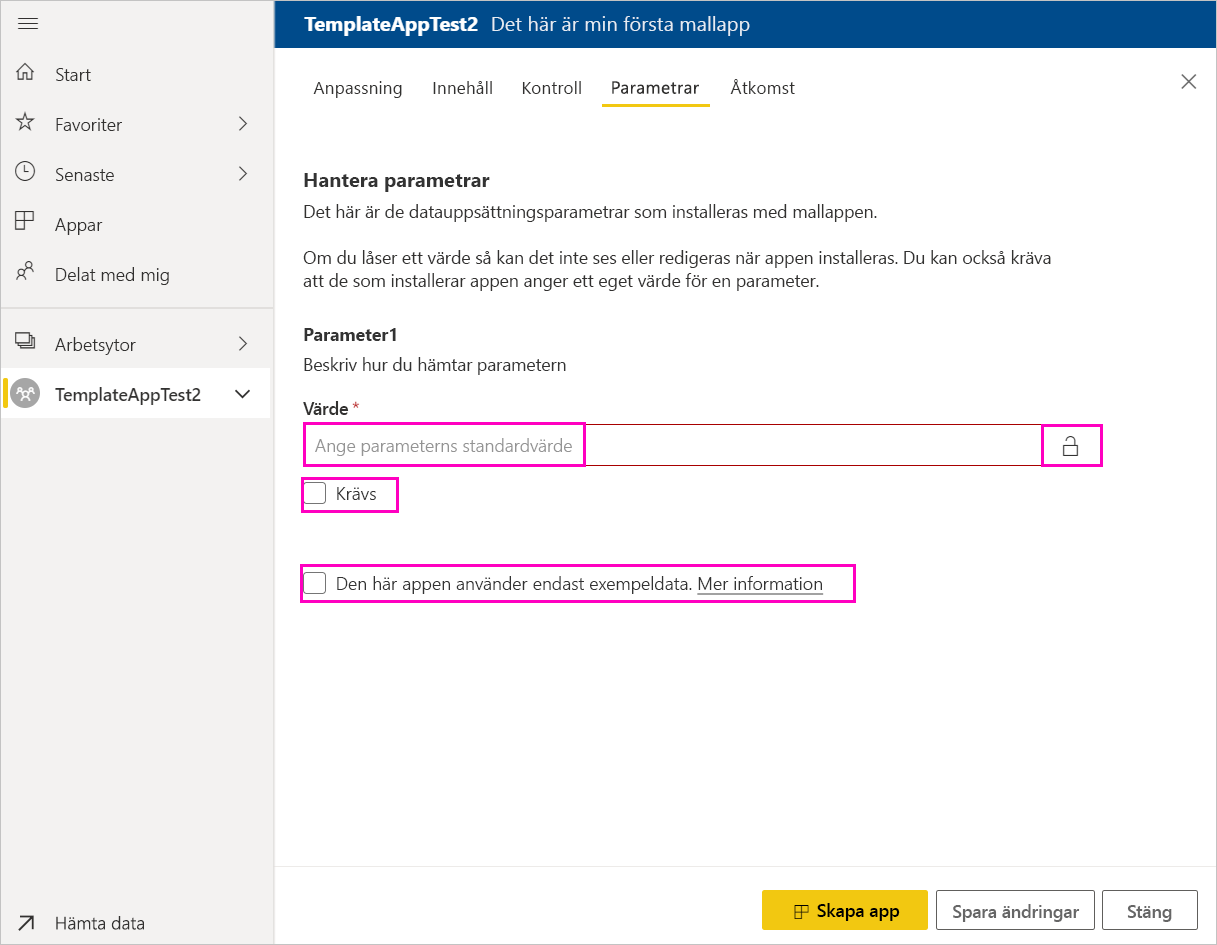 TemplateAppTest2 Det här är min första mallapp
Start
Favoriter
Senaste
Appar
Delat med mig
Arbetsytor
TemplateAppTest2
Hämta data
Anpassning Innehåll Kontroll Parametrar Åtkomst
Hantera parametrar
Det här är de datauppsättningsparametrar som installeras med mallappen.
Om du låser ett värde så kan det inte ses eller redigeras när appen installeras. Du kan också kräva
att de som installerar appen anger ett eget värde för en parameter.
Parameter1
Beskriv hur du hämtar parametern
Värde *
Ange parameterns standardvärde
Krävs
Den här appen använder endast exempeldata. Mer information
Skapa app Spara ändringar Stäng